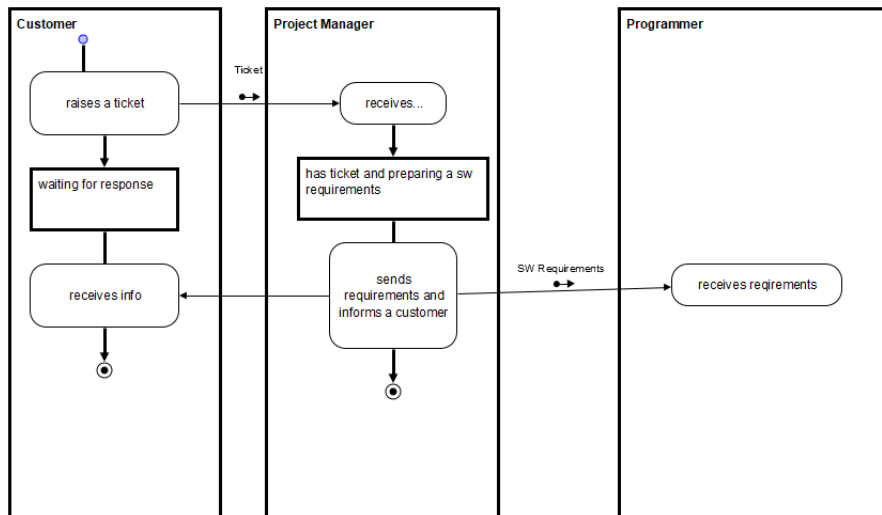 Customer
Project Manager
Programmer
Ticket
raises a ticket
receives...
waiting for response
has ticket and preparing a sw
requirements
receives info
sends
requirements and
informs a customer
SW Requirements
receives reqirements